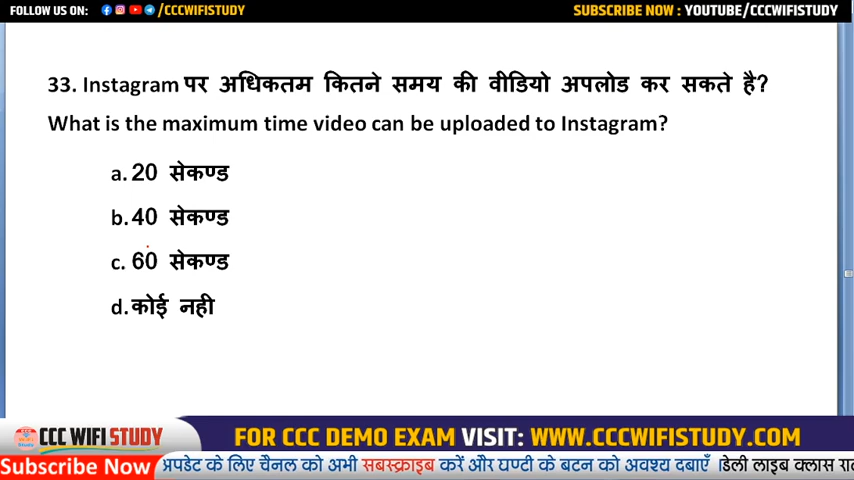 FOLLOW US ON: /CCCWIFISTUDY SUBSCRIBE NOW : YOUTUBE/CCCWIFISTUDY
33. Instagram पर अधिकतम कितने समय की वीडियो अपलोड कर सकते है?
What is the maximum time video can be uploaded to Instagram?
a. 20 सेकण्ड
b. 40 सेकण्ड
c. 60 सेकण्ड
d. कोई नही
CCC WIFI STUDY FOR CCC DEMO EXAM VISIT: WWW.CCCWIFISTUDY.COM
Subscribe Now अपडेट के लिए चैनल को अभी सबस्क्राइब करें और घण्टी के बटन को अवश्य दबाएँ । डेली लाइब क्लास